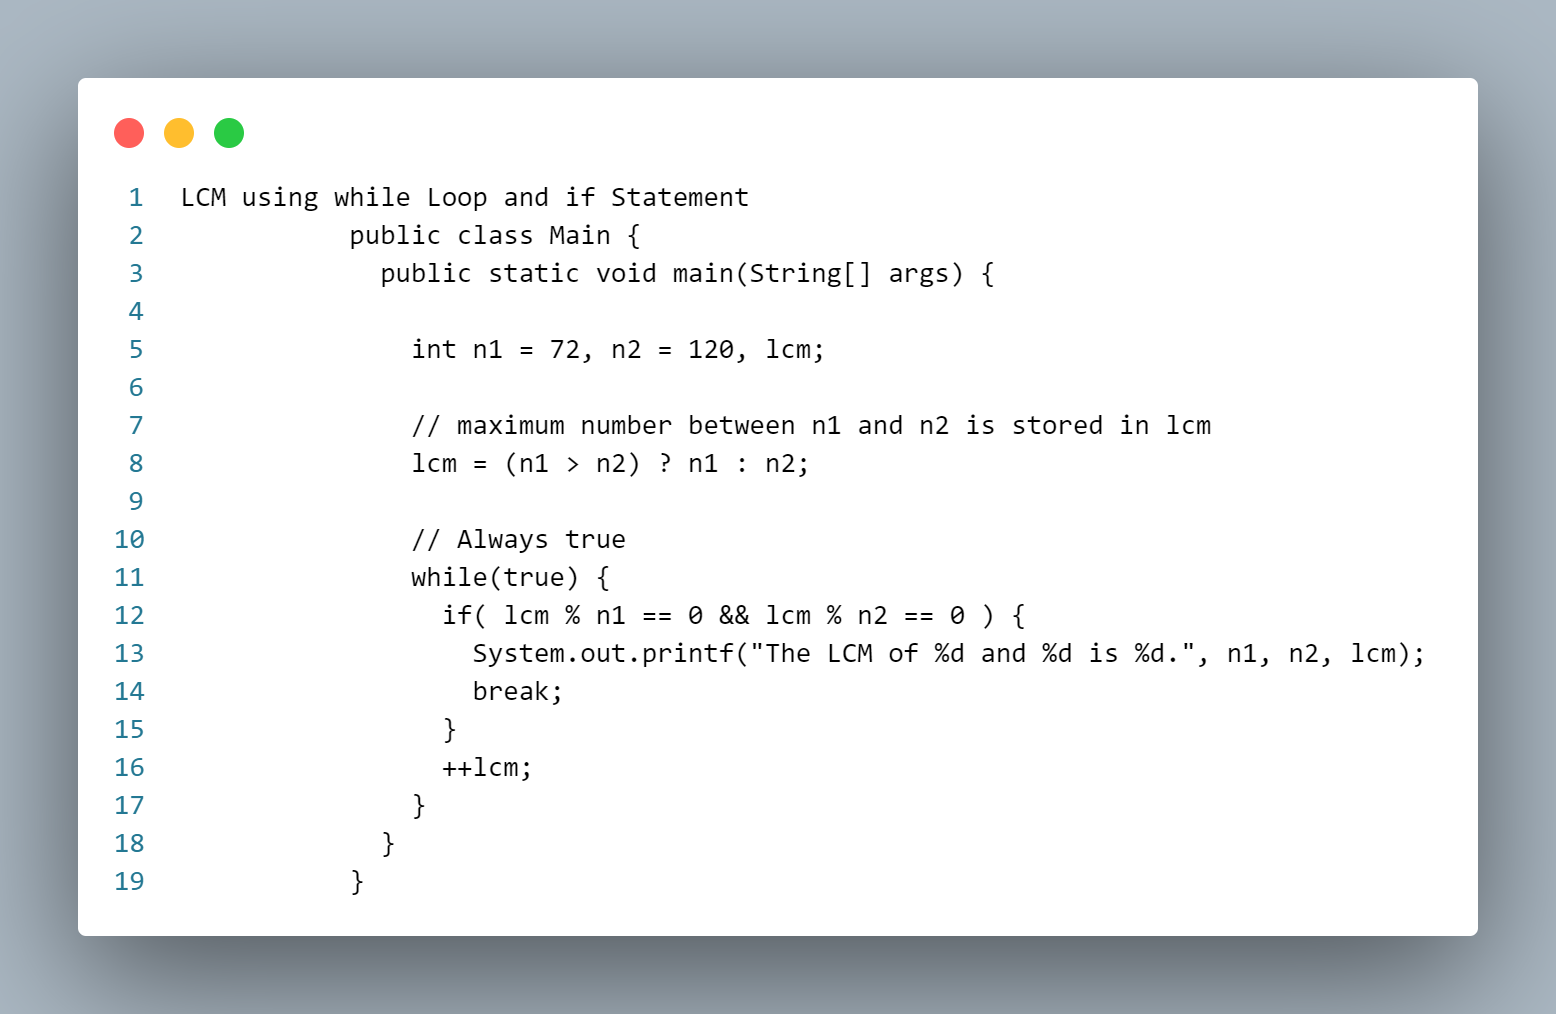 1 LCM using while Loop and if Statement
2 public class Main {
3 public static void main(String[] args) {
4
5 int n1 = 72, n2 = 120, lcm;
6
7 // maximum number between n1 and n2 is stored in lcm
8 lcm = (n1 > n2) ? n1 : n2;
9
10 // Always true
11 while(true) {
12 if( lcm % n1 == 0 && lcm % n2 == 0 ) {
13 System.out.printf("The LCM of %d and %d is %d.", n1, n2, lcm);
14 break;
15 }
16 ++lcm;
17 }
18 }
19 }